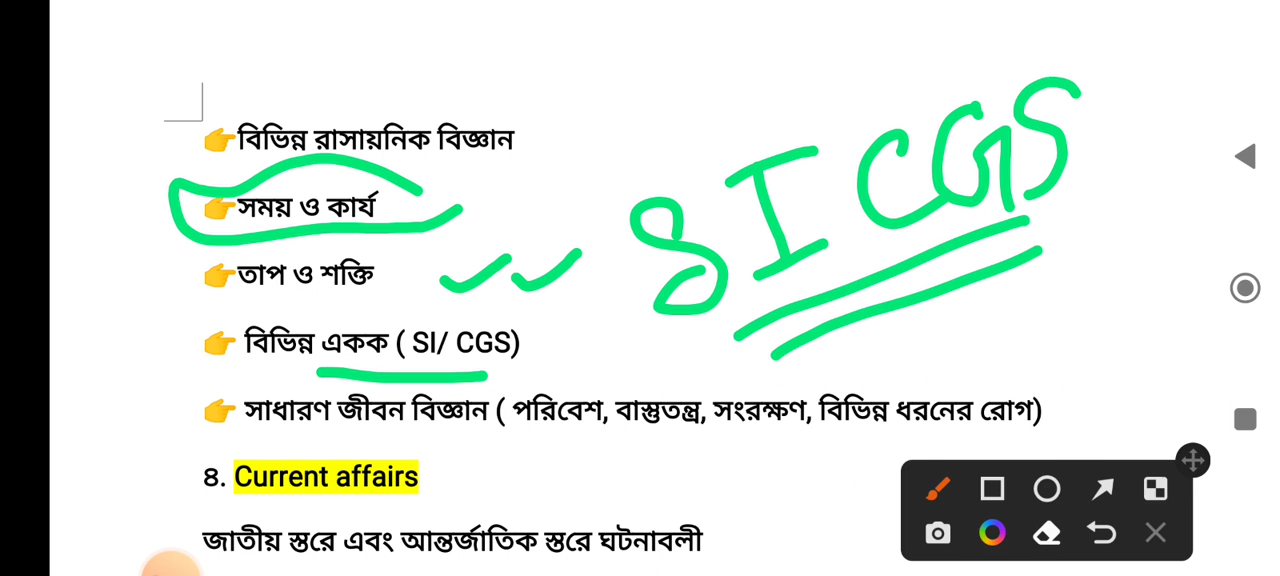 👉বিভিন্ন রাসায়নিক বিজ্ঞান
👉সময় ও কার্য
👉তাপ ও শক্তি
👉 বিভিন্ন একক ( SI/ CGS)
SI CGS
👉 সাধারণ জীবন বিজ্ঞান ( পরিবেশ, বাস্তুতন্ত্র, সংরক্ষণ, বিভিন্ন ধরনের রোগ)
৪. Current affairs
জাতীয় স্তরে এবং আন্তর্জাতিক স্তরে ঘটনাবলী